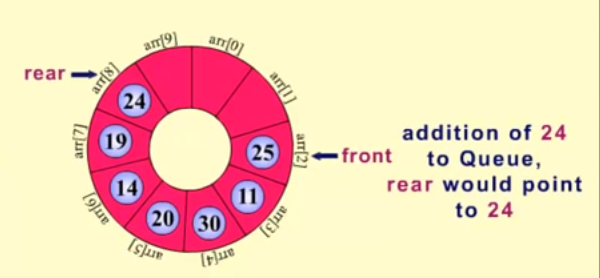 arr[9]
arr[0]
rear
arr[8]
arr[1]
24
arr[7]
19
25
arr[2]
front
14
11
arr[6]
20
30
arr[3]
arr[5]
arr[4]
addition of 24
to Queue,
rear would point
to 24